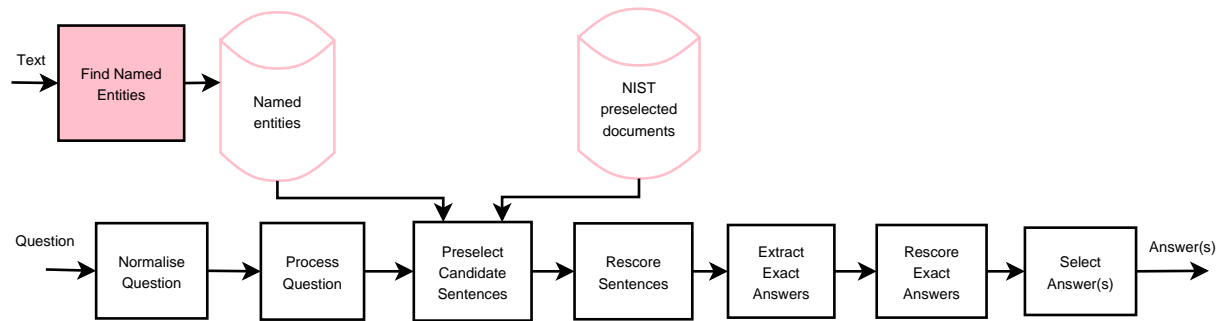 Text
Find Named
Entities
Named
entities
NIST
preselected
documents
Question
Normalise
Question
Process
Question
Preselect
Candidate
Sentences
Rescore
Sentences
Extract
Exact
Answers
Rescore
Exact
Answers
Select
Answer(s)
Answer(s)